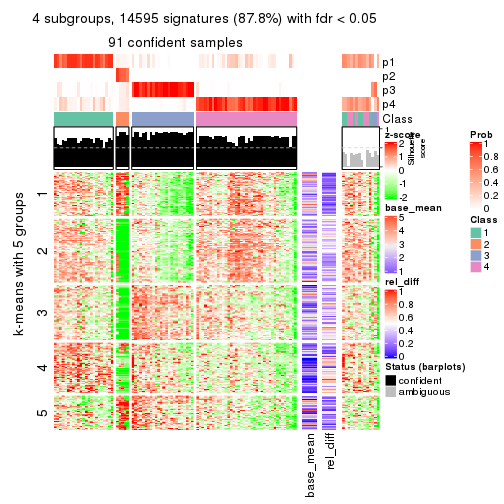 4 subgroups, 14595 signatures (87.8%) with fdr < 0.05
91 confident samples
p1
p2
p3
p4
Class
1
Silhouette
score
z-score
2
1
0
-1
-2
Prob
1
0.8
0.6
0.4
0.2
0
k-means with 5 groups
1
2
3
4
5
base_mean
5
4
3
2
1
Class
1
2
3
4
rel_diff
1
0.8
0.6
0.4
0.2
0
Status (barplots)
confident
ambiguous
base_mean
rel_diff